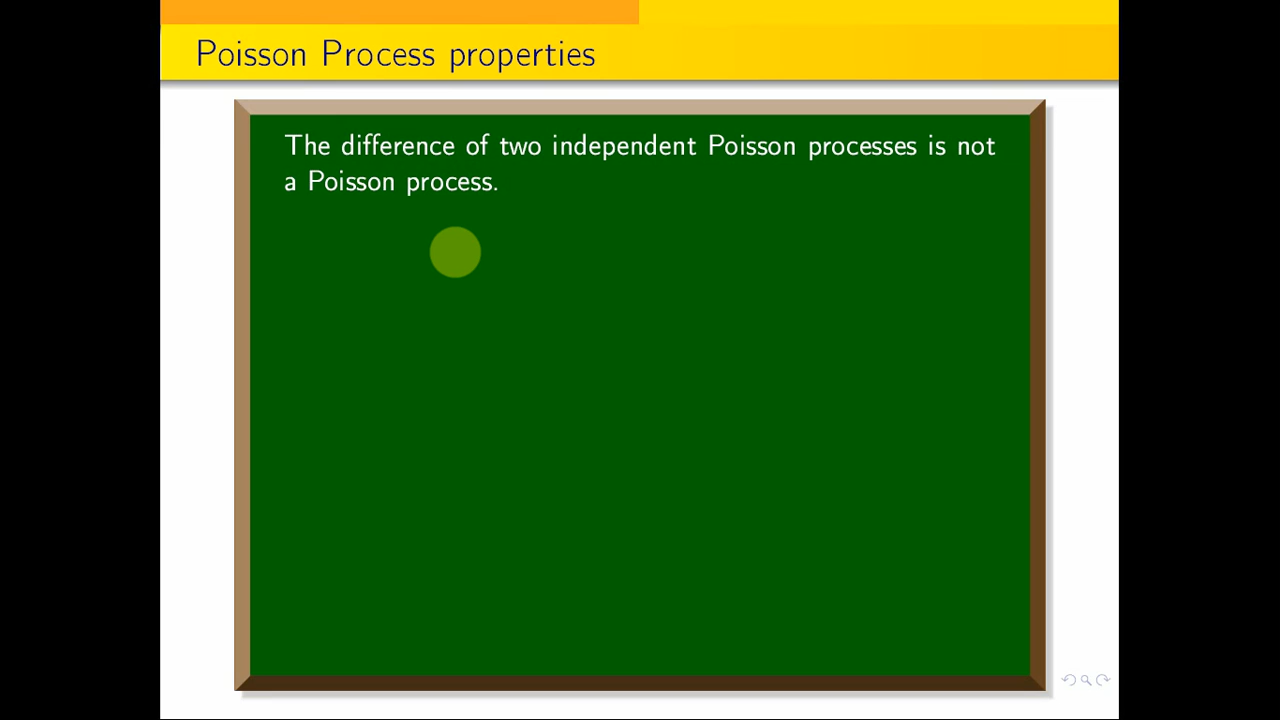 Poisson Process properties
The difference of two independent Poisson processes is not
a Poisson process.